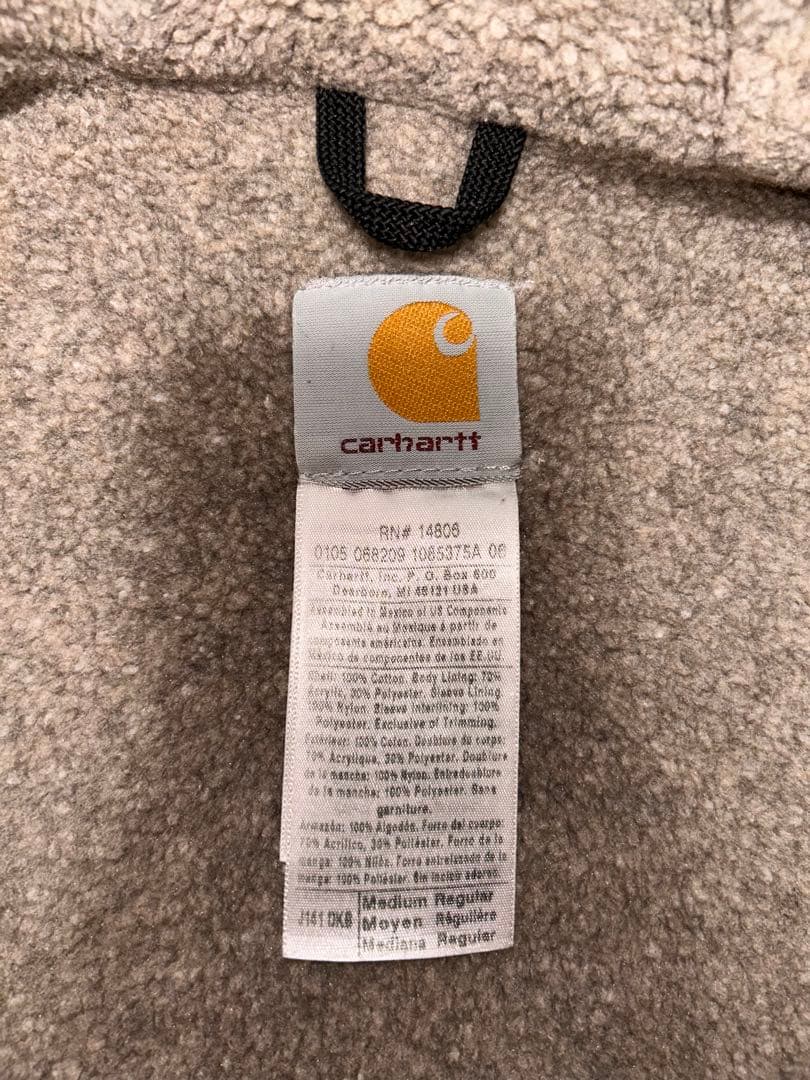 carhartt
RN# 14806
0105 068209 1065375A 06
Carhartt, Inc. P. O. Box 600
Dearborn, MI 48121 USA
Assembled in Mexico of US Components
Assemblé au Mexique à partir de
composants américains. Ensamblado en
México de componentes de los EE.UU.
Shell: 100% Cotton. Body Lining: 70%
Acrylic, 30% Polyester. Sleeve Lining
100% Nylon. Sleeve Interlining: 100%
Polyester. Exclusive of Trimming.
Extérieur: 100% Coton. Doublure du corps:
70% Acrylique, 30% Polyester. Doublure
de la manche: 100% Nylon. Entredoublure
de la manche: 100% Polyester. Sans
garniture.
Armazón: 100% Algodón. Forro del cuerpo:
70% Acrílico, 30% Poliéster. Forro de la
manga: 100% Nilón. Forro entrelazado de la
manga: 100% Poliéster. Sin incluir adorno.
J141 DKB
Medium Regular
Moyen Régulière
Mediana Regular